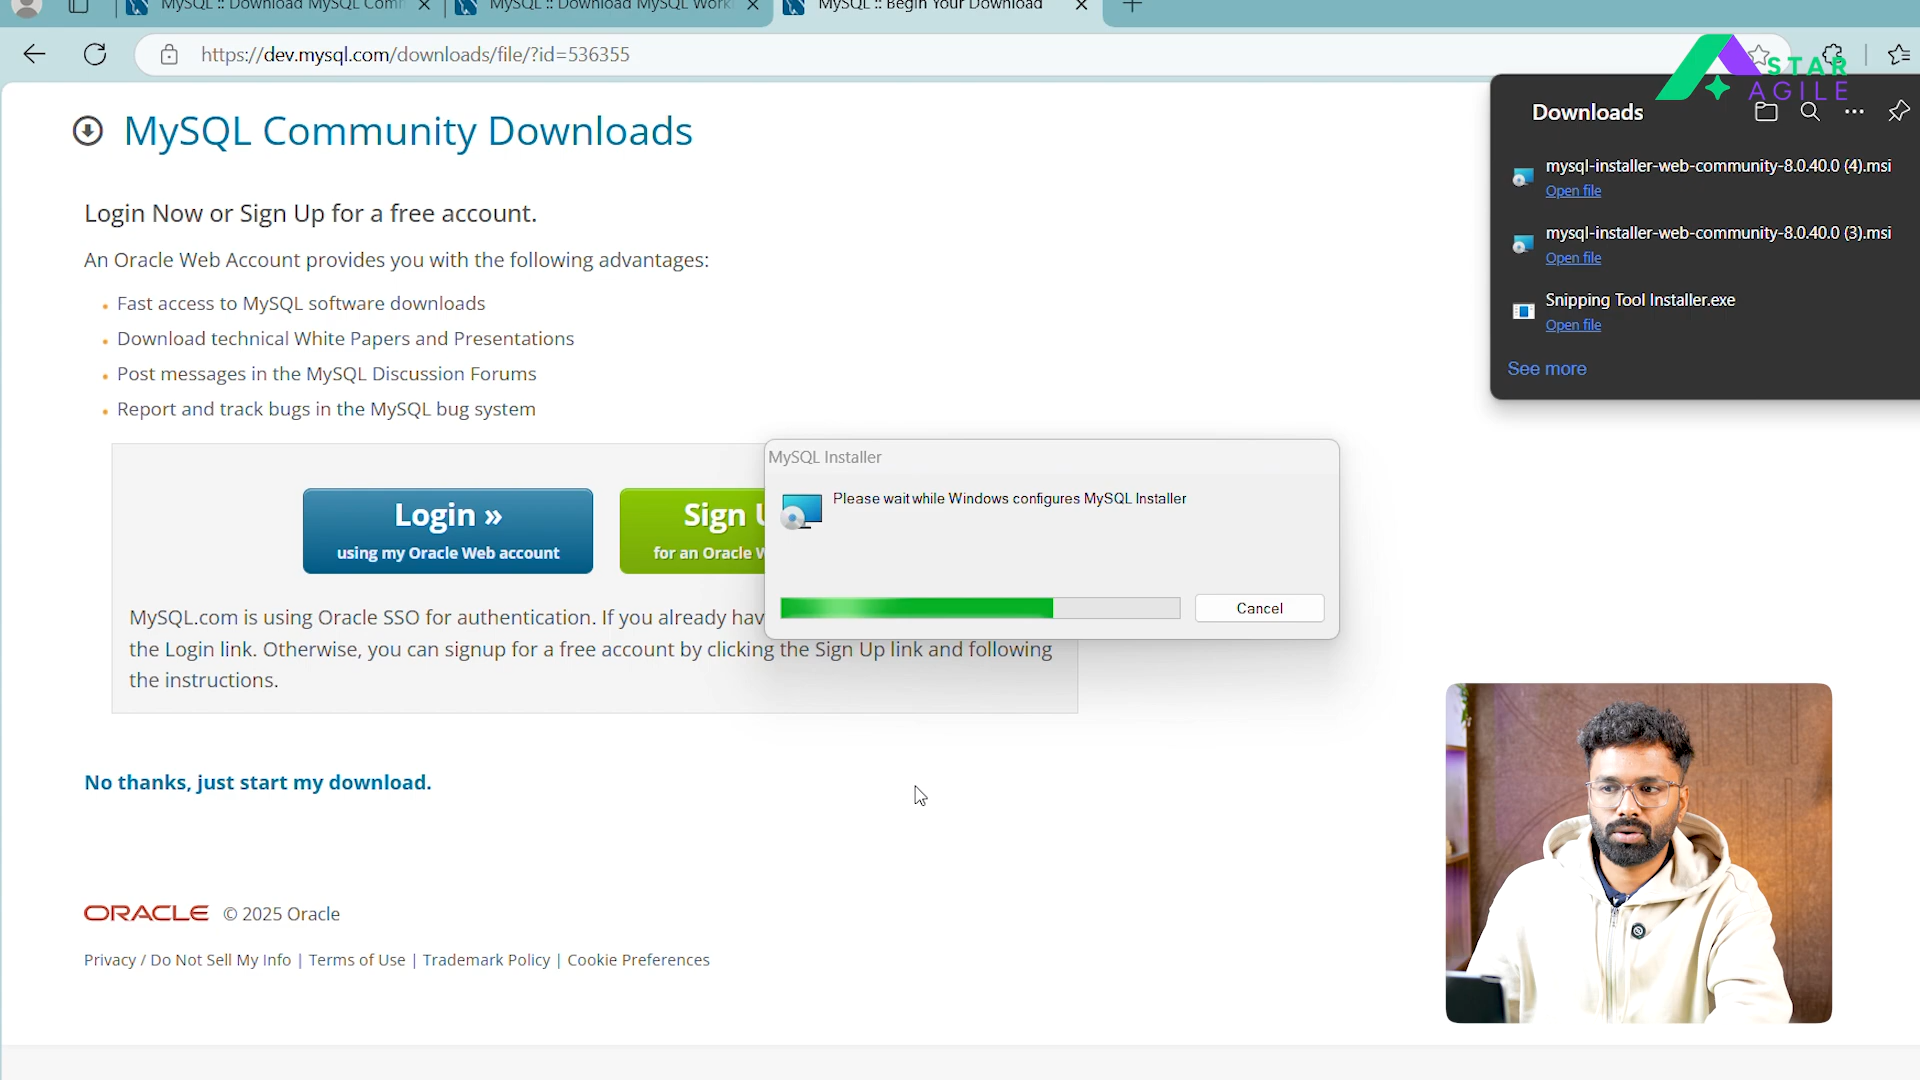 MySQL :: Download MySQL Comm
MySQL :: Download MySQL Work
MySQL :: Begin Your Download
https://dev.mysql.com/downloads/file/?id=536355
STAR
AGILE
Downloads
mysql-installer-web-community-8.0.40.0 (4).msi
Open file
mysql-installer-web-community-8.0.40.0 (3).msi
Open file
Snipping Tool Installer.exe
Open file
See more
MySQL Community Downloads
Login Now or Sign Up for a free account.
An Oracle Web Account provides you with the following advantages:
Fast access to MySQL software downloads
Download technical White Papers and Presentations
Post messages in the MySQL Discussion Forums
Report and track bugs in the MySQL bug system
Login »
using my Oracle Web account
Sign U
for an Oracle W
MySQL Installer
Please wait while Windows configures MySQL Installer
Cancel
MySQL.com is using Oracle SSO for authentication. If you already hav
the Login link. Otherwise, you can signup for a free account by clicking the Sign Up link and following
the instructions.
No thanks, just start my download.
ORACLE © 2025 Oracle
Privacy / Do Not Sell My Info | Terms of Use | Trademark Policy | Cookie Preferences